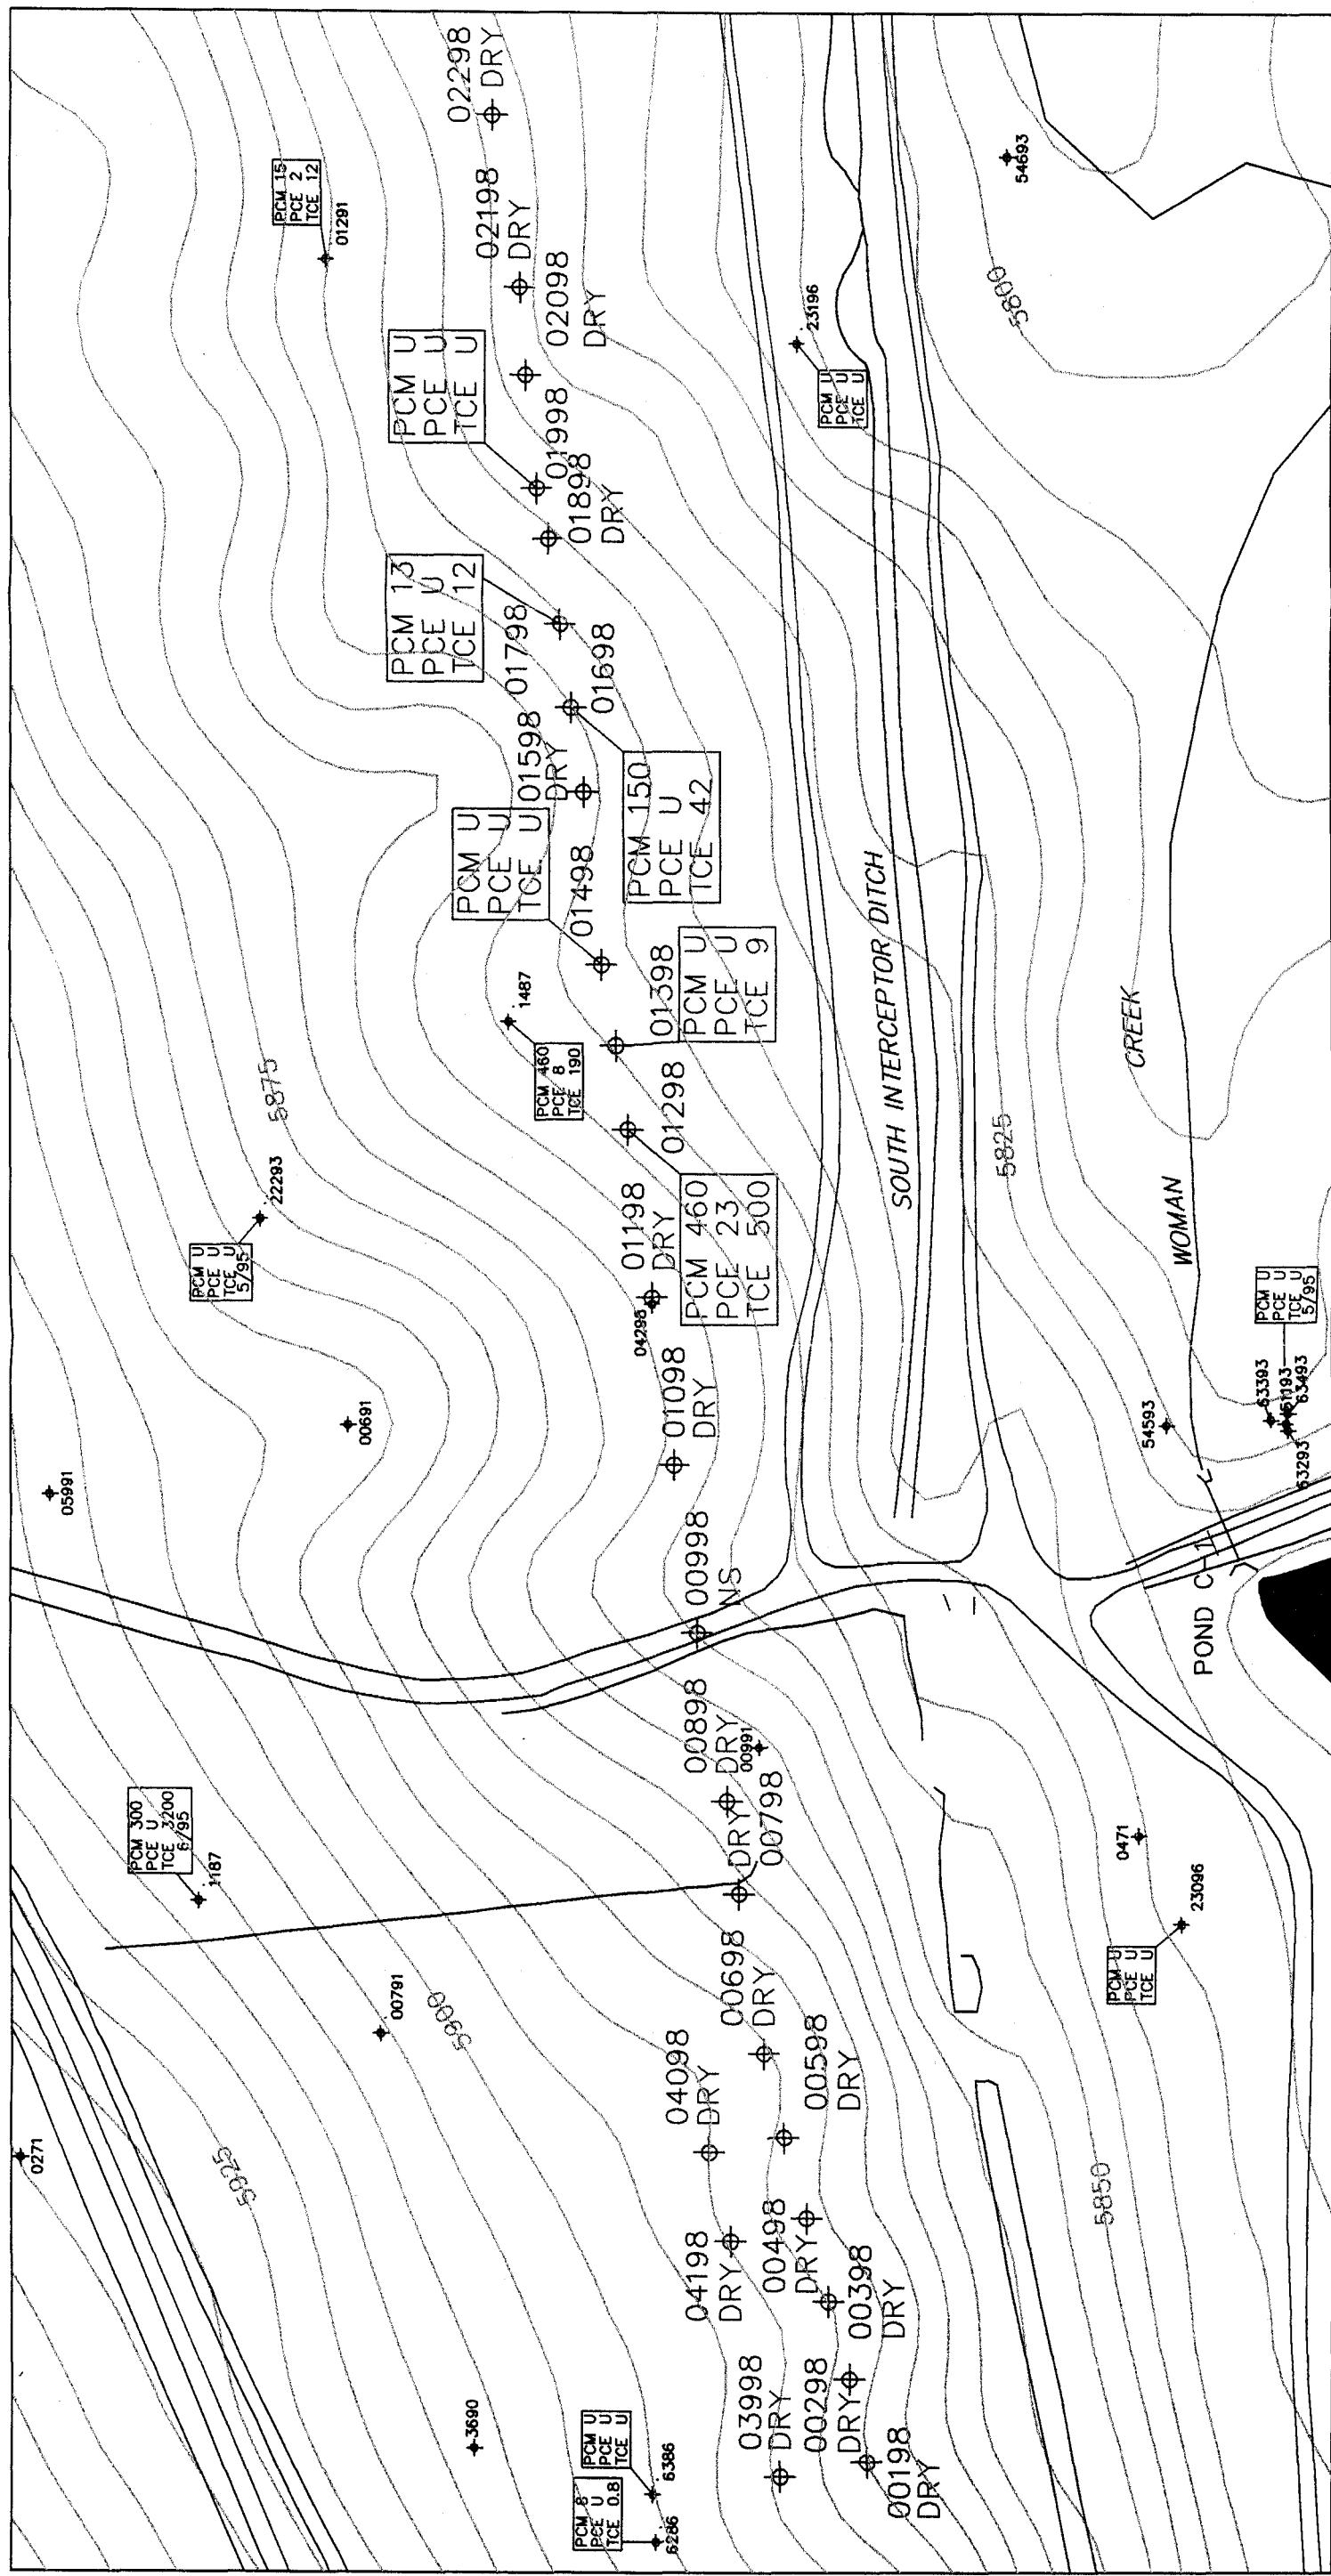 0271
5925
05991
PCM 300
PCE U
TCE 3200
6/95
1187
00791
5900
3690
PCM 8
PCE U
TCE 0.8
6286
PCM U
PCE U
TCE U
6386
00691
PCM U
PCE U
TCE U
5/95
22293
5875
PCM 15
PCE 2
TCE 12
01291
PCM 460
PCE 8
TCE 190
1487
03998
DRY
04198
DRY
04098
DRY
00198
DRY
00298
DRY
00398
DRY
00498
DRY
00598
DRY
00698
DRY
00798
DRY
00898
DRY
00991
00998
NS
01098
DRY
04298
01198
DRY
01298
PCM 460
PCE 23
TCE 500
01398
PCM U
PCE U
TCE 9
01498
PCM U
PCE U
TCE U
01598
DRY
01698
PCM 150
PCE U
TCE 42
01798
PCM 13
PCE U
TCE 12
01898
DRY
01998
PCM U
PCE U
TCE U
02098
DRY
02198
DRY
02298
DRY
23196
PCM U
PCE U
TCE U
SOUTH INTERCEPTOR DITCH
5850
5825
5800
54693
0471
23096
PCM U
PCE U
TCE U
POND C-1
54593
WOMAN CREEK
63393
51193
63493
63293
PCM U
PCE U
TCE U
5/95